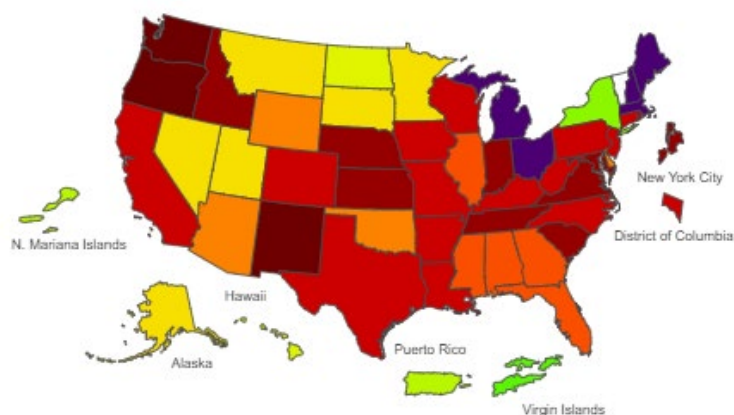 New York City
District of Columbia
N. Mariana Islands
Hawaii
Alaska
Puerto Rico
Virgin Islands